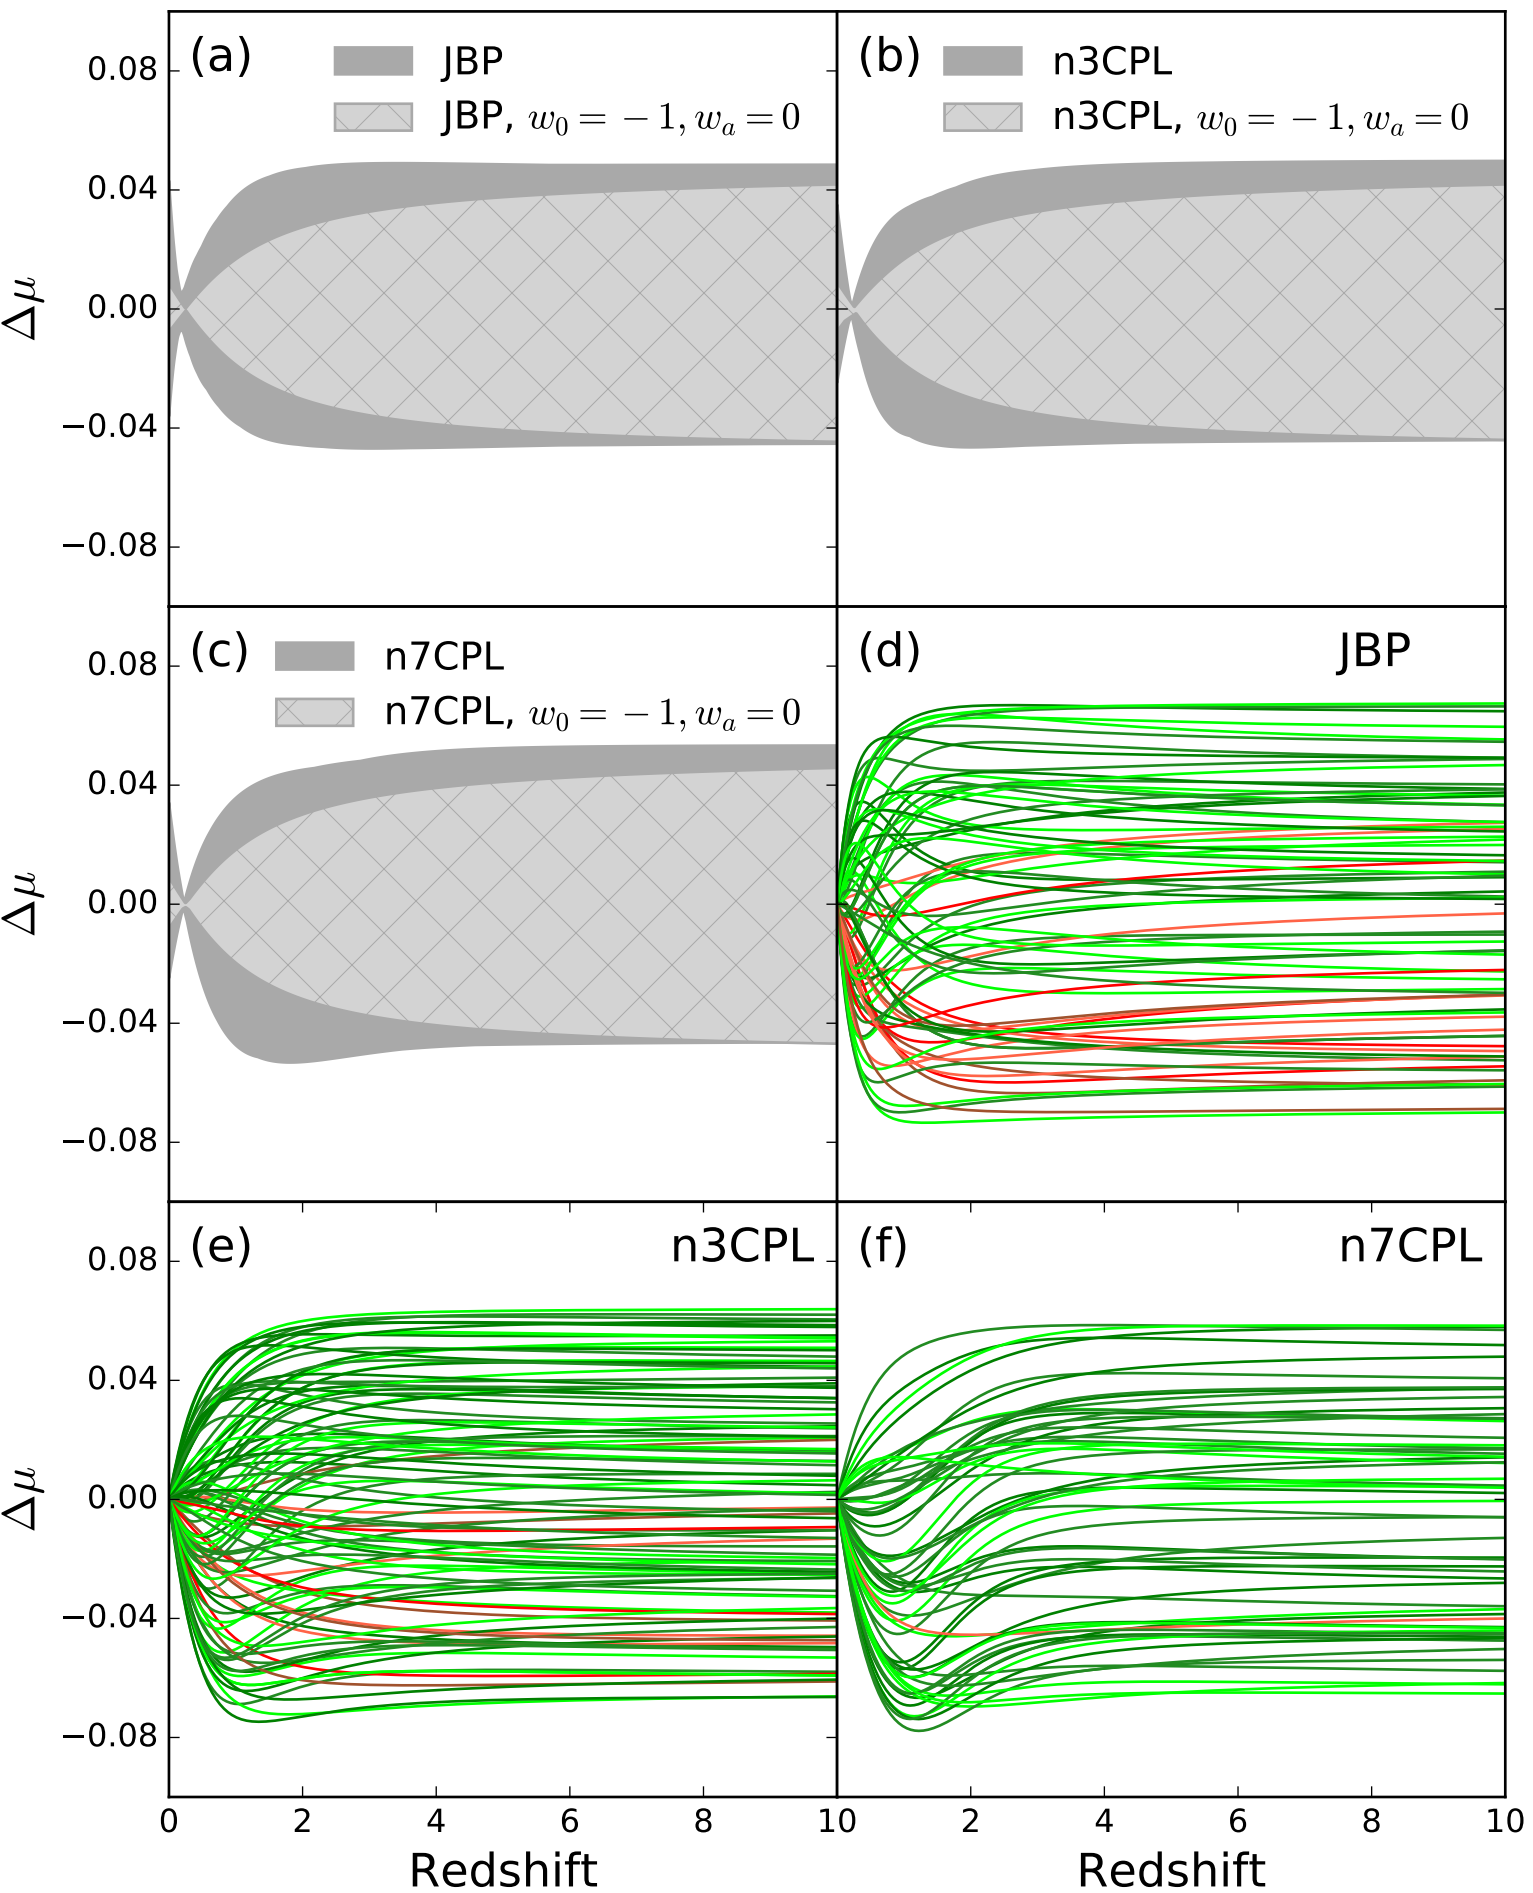 (a)
JBP
JBP, w₀ = −1, wₐ = 0
(b)
n3CPL
n3CPL, w₀ = −1, wₐ = 0
0.08
0.04
0.00
−0.04
−0.08
Δμ
(c)
n7CPL
n7CPL, w₀ = −1, wₐ = 0
(d)
JBP
0.08
0.04
0.00
−0.04
−0.08
Δμ
(e)
n3CPL
(f)
n7CPL
0.08
0.04
0.00
−0.04
−0.08
Δμ
0 2 4 6 8 10 2 4 6 8 10
Redshift
Redshift